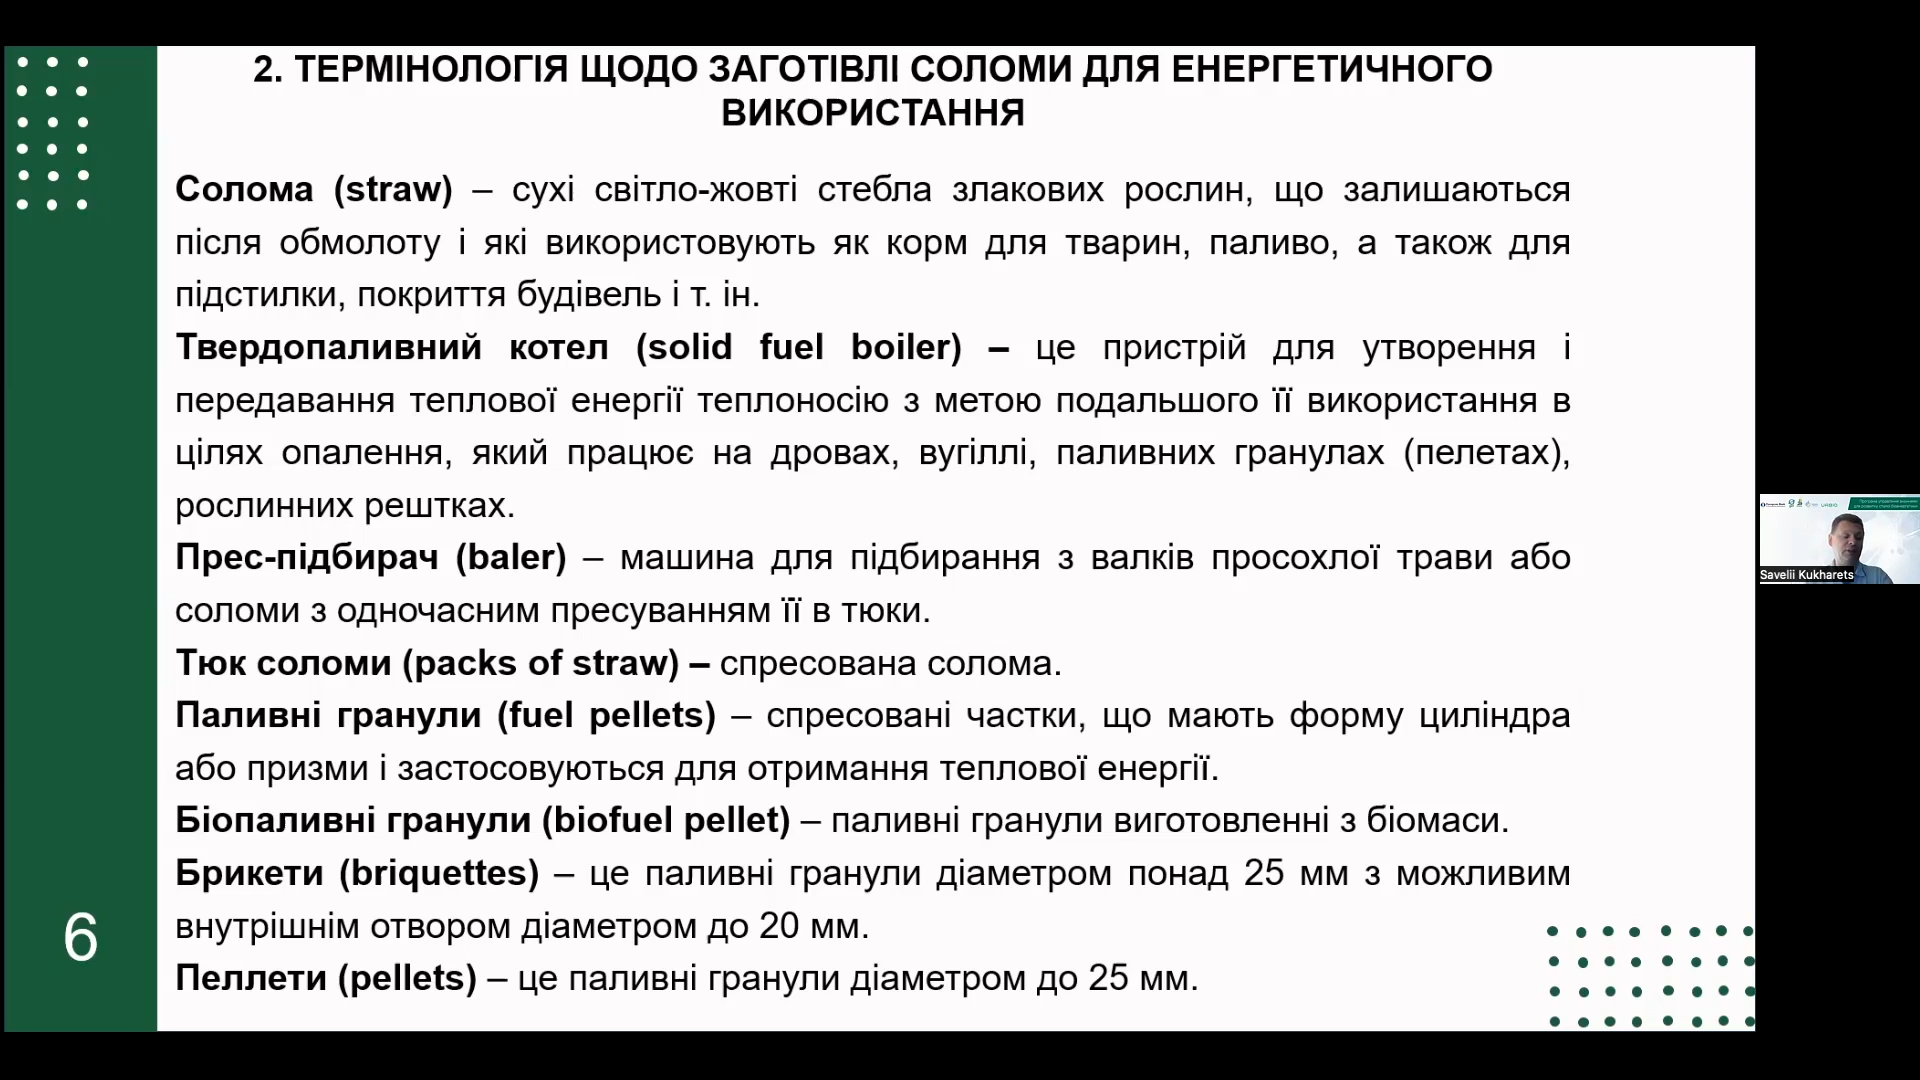 2. ТЕРМІНОЛОГІЯ ЩОДО ЗАГОТІВЛІ СОЛОМИ ДЛЯ ЕНЕРГЕТИЧНОГО
ВИКОРИСТАННЯ
Солома (straw) – сухі світло-жовті стебла злакових рослин, що залишаються
після обмолоту і які використовують як корм для тварин, паливо, а також для
підстилки, покриття будівель і т. ін.
Твердопаливний котел (solid fuel boiler) – це пристрій для утворення і
передавання теплової енергії теплоносію з метою подальшого її використання в
цілях опалення, який працює на дровах, вугіллі, паливних гранулах (пелетах),
рослинних рештках.
Прес-підбирач (baler) – машина для підбирання з валків просохлої трави або
соломи з одночасним пресуванням її в тюки.
Тюк соломи (packs of straw) – спресована солома.
Паливні гранули (fuel pellets) – спресовані частки, що мають форму циліндра
або призми і застосовуються для отримання теплової енергії.
Біопаливні гранули (biofuel pellet) – паливні гранули виготовленні з біомаси.
Брикети (briquettes) – це паливні гранули діаметром понад 25 мм з можливим
внутрішнім отвором діаметром до 20 мм.
Пеллети (pellets) – це паливні гранули діаметром до 25 мм.
6
Savelii Kukharets